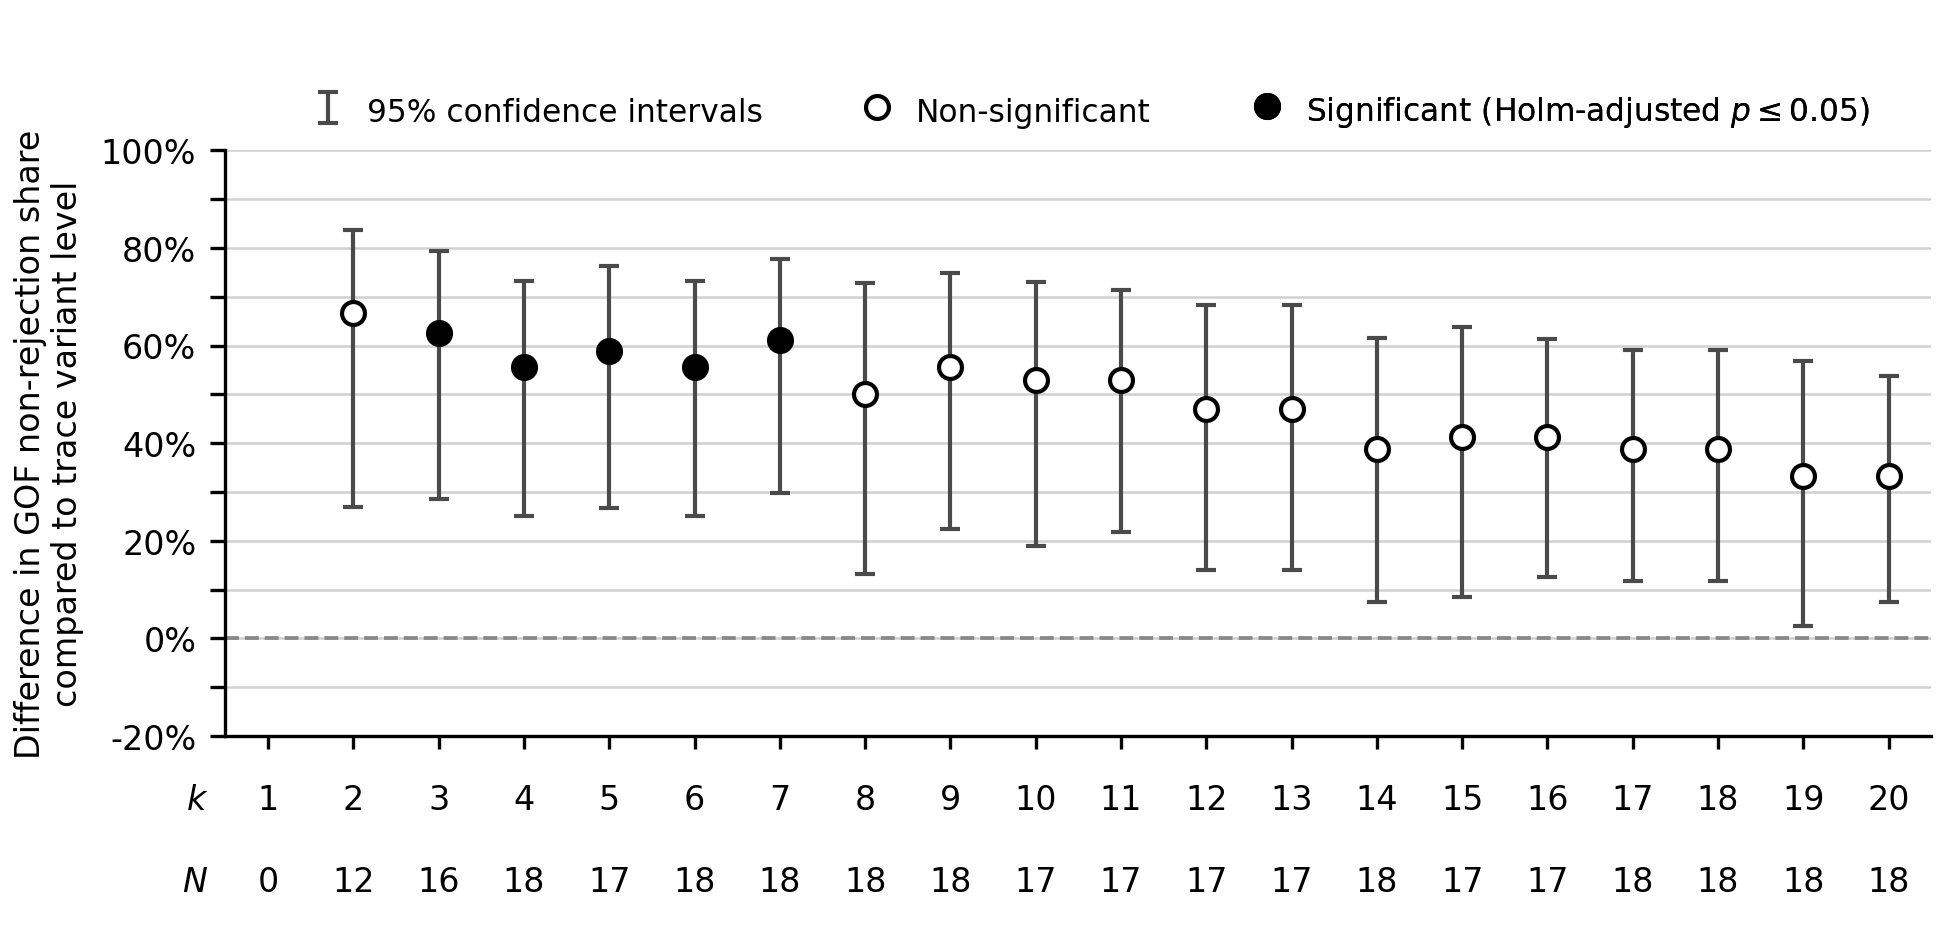 95% confidence intervals
Non-significant
Significant (Holm-adjusted p ≤ 0.05)
Difference in GOF non-rejection share
compared to trace variant level
100%
80%
60%
40%
20%
0%
-20%
k 1 2 3 4 5 6 7 8 9 10 11 12 13 14 15 16 17 18 19 20
N 0 12 16 18 17 18 18 18 18 17 17 17 17 18 17 17 18 18 18 18